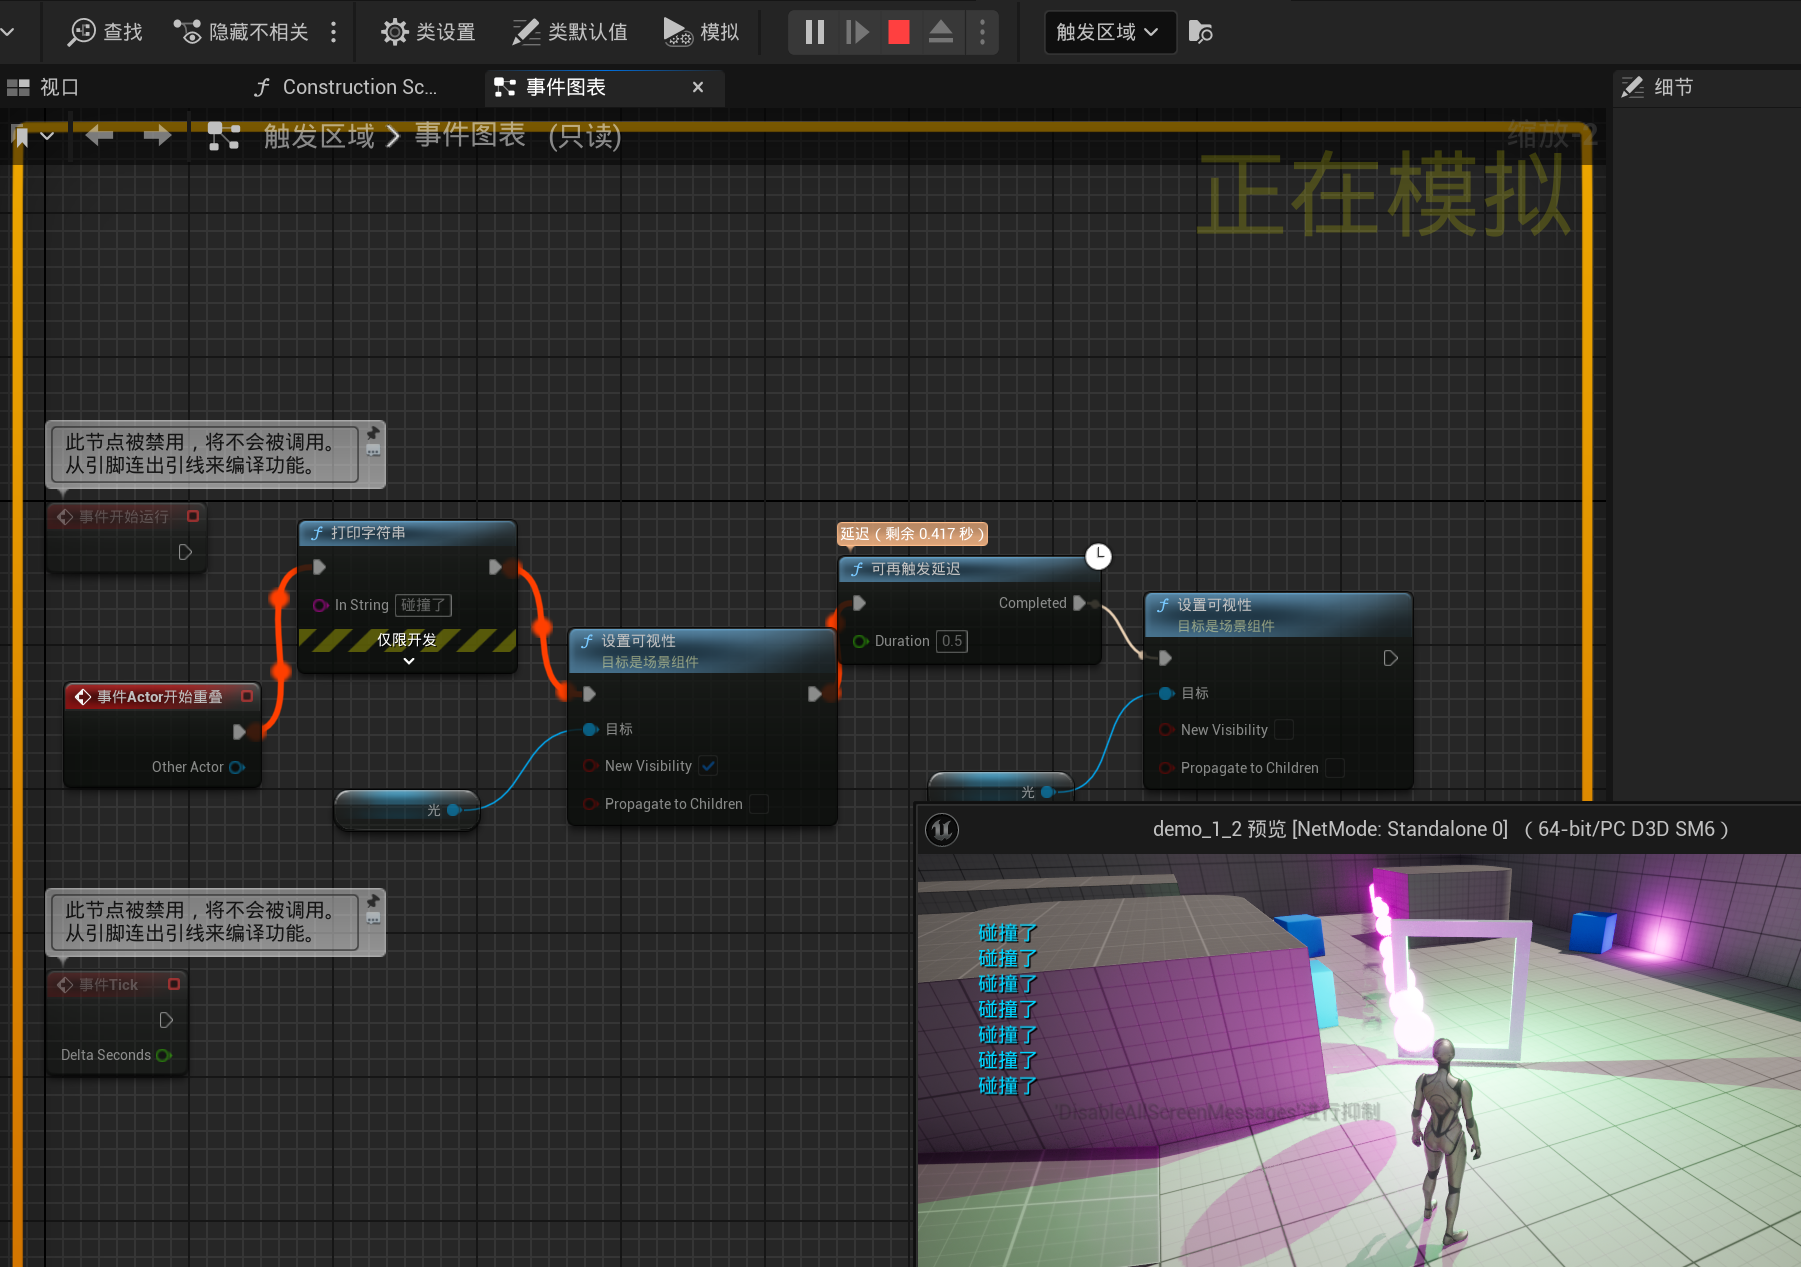 查找
隐藏不相关
类设置
类默认值
模拟
触发区域
视口
Construction Sc...
事件图表
细节
触发区域
事件图表
(只读)
缩放-2
正在模拟
此节点被禁用，将不会被调用。
从引脚连出引线来编译功能。
事件开始运行
打印字符串
In String 碰撞了
仅限开发
延迟（剩余 0.417 秒）
可再触发延迟
Completed
Duration 0.5
设置可视性
目标是场景组件
目标
New Visibility
Propagate to Children
设置可视性
目标是场景组件
目标
New Visibility
Propagate to Children
事件Actor开始重叠
Other Actor
光
光
此节点被禁用，将不会被调用。
从引脚连出引线来编译功能。
事件Tick
Delta Seconds
demo_1_2 预览 [NetMode: Standalone 0] （64-bit/PC D3D SM6）
碰撞了
碰撞了
碰撞了
碰撞了
碰撞了
碰撞了
碰撞了
'DisableAllScreenMessages'进行抑制